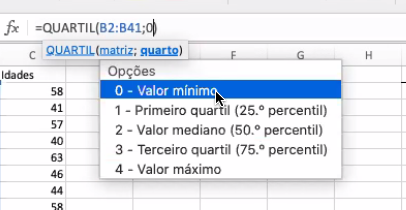 fx =QUARTIL(B2:B41;0)
QUARTIL(matriz; quarto)
C F G H
Idades
Opções
58 0 - Valor mínimo
41 1 - Primeiro quartil (25.º percentil)
57 2 - Valor mediano (50.º percentil)
40 3 - Terceiro quartil (75.º percentil)
63 4 - Valor máximo
46
44
58